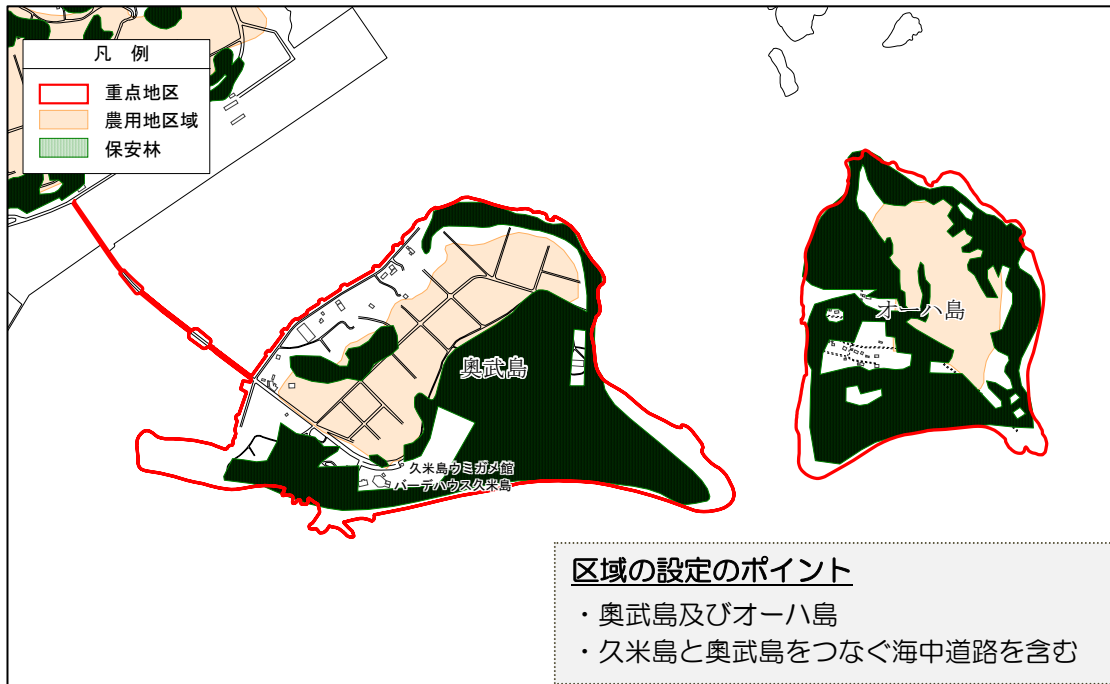 凡 例
重点地区
農用地区域
保安林
オーハ島
奥武島
久米島ウミガメ館
バーデハウス久米島
区域の設定のポイント
・奥武島及びオーハ島
・久米島と奥武島をつなぐ海中道路を含む